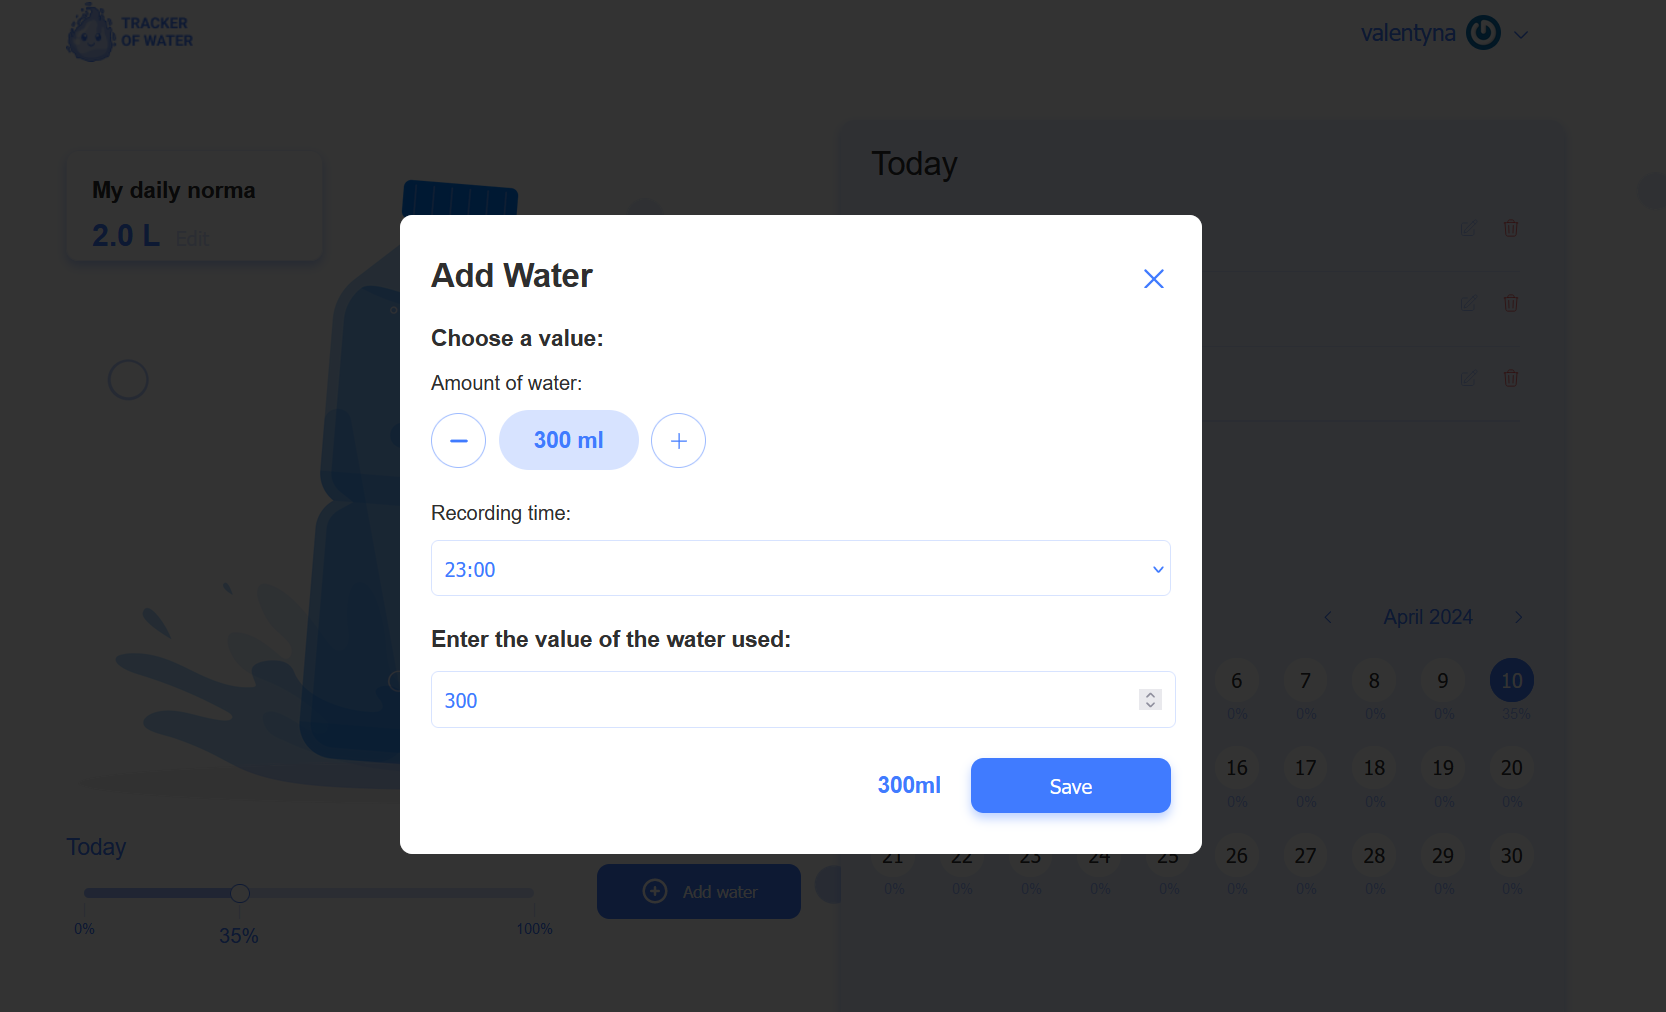 TRACKER
OF WATER
valentyna
My daily norma
2.0 L Edit
Today
Add Water
Choose a value:
Amount of water:
300 ml
Recording time:
23:00
Enter the value of the water used:
300
300ml Save
April 2024
6 7 8 9 10
0% 0% 0% 0% 35%
16 17 18 19 20
0% 0% 0% 0% 0%
21 22 23 24 25 26 27 28 29 30
0% 0% 0% 0% 0% 0% 0% 0% 0% 0%
Today
0% 35% 100%
Add water